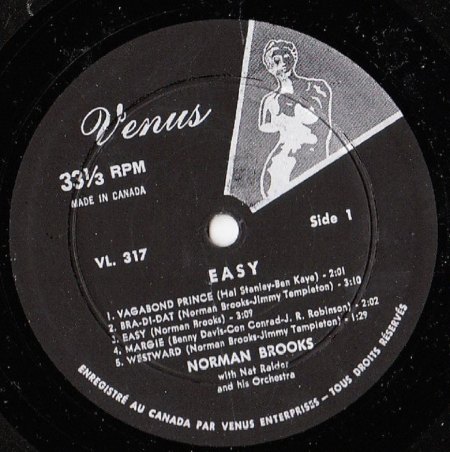 Venus
33⅓ RPM
MADE IN CANADA
Side 1
VL. 317
EASY
1. VAGABOND PRINCE (Hal Stanley-Ben Kaye) - 2:01
2. BRA-DI-DAT (Norman Brooks-Jimmy Templeton) - 3:10
3. EASY (Norman Brooks) - 3:09
4. MARGIE (Benny Davis-Con Conrad-J. R. Robinson) - 2:02
5. WESTWARD (Norman Brooks-Jimmy Templeton) - 1:29
NORMAN BROOKS
with Nat Raider
and his Orchestra
ENREGISTRÉ AU CANADA PAR VENUS ENTERPRISES - TOUS DROITS RÉSERVÉS